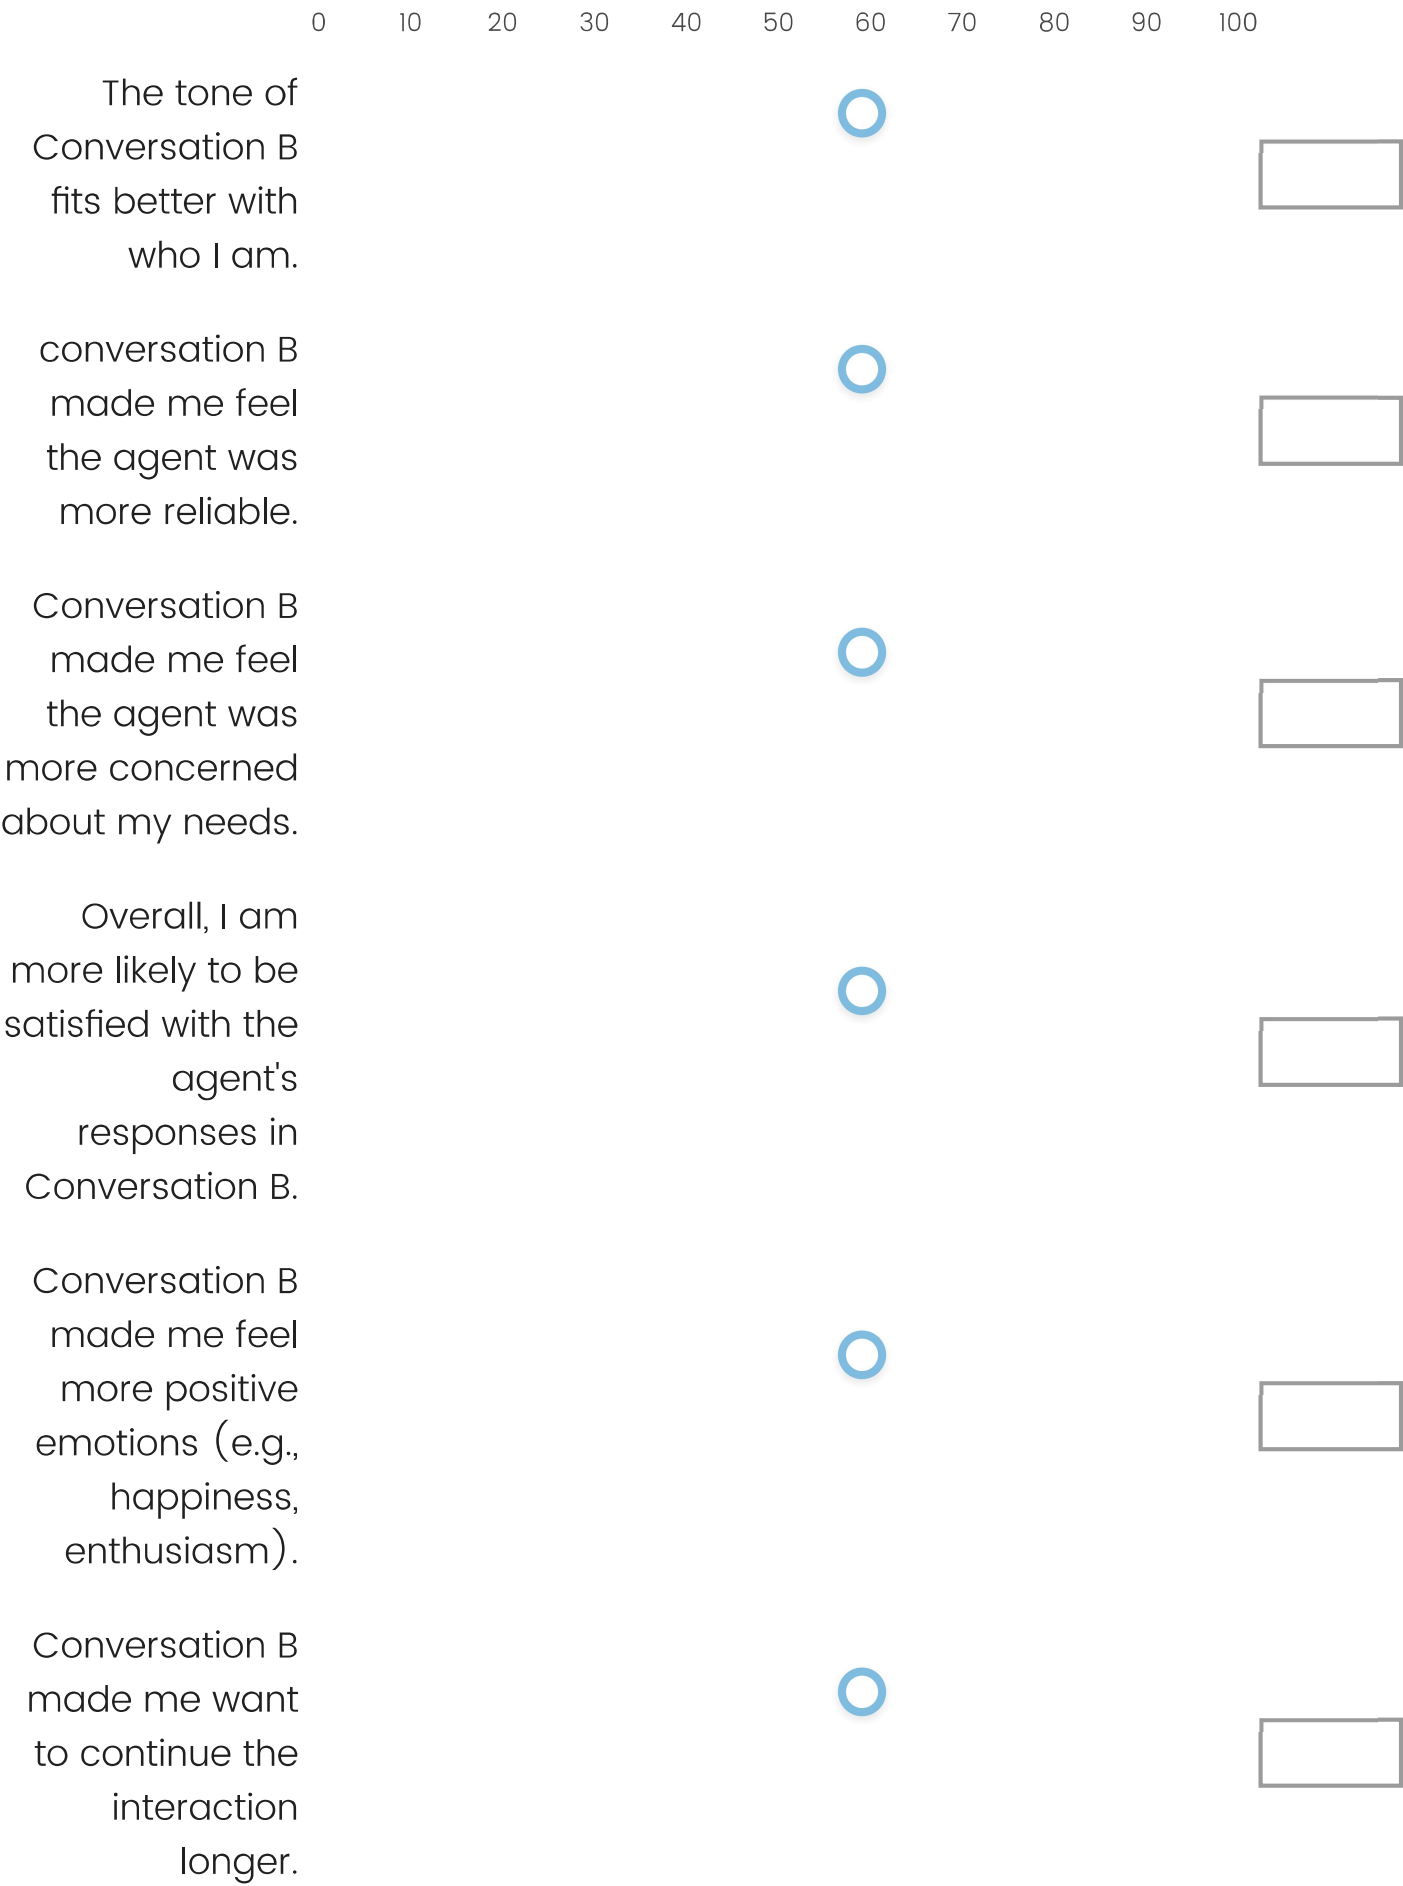 0 10 20 30 40 50 60 70 80 90 100
The tone of
Conversation B
fits better with
who I am.
conversation B
made me feel
the agent was
more reliable.
Conversation B
made me feel
the agent was
more concerned
about my needs.
Overall, I am
more likely to be
satisfied with the
agent's
responses in
Conversation B.
Conversation B
made me feel
more positive
emotions (e.g.,
happiness,
enthusiasm).
Conversation B
made me want
to continue the
interaction
longer.